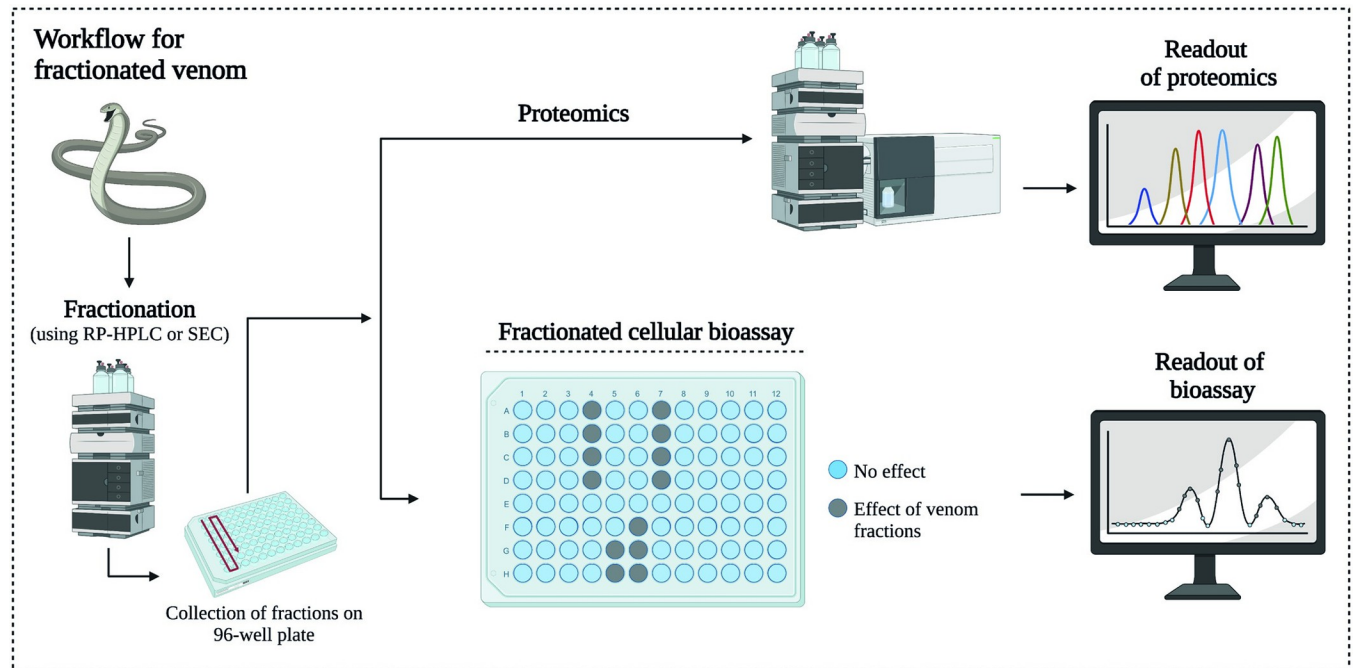 Workflow for
fractionated venom
Fractionation
(using RP-HPLC or SEC)
Collection of fractions on
96-well plate
Proteomics
Readout
of proteomics
Fractionated cellular bioassay
1 2 3 4 5 6 7 8 9 10 11 12
A
B
C
D
E
F
G
H
No effect
Effect of venom
fractions
Readout of
bioassay